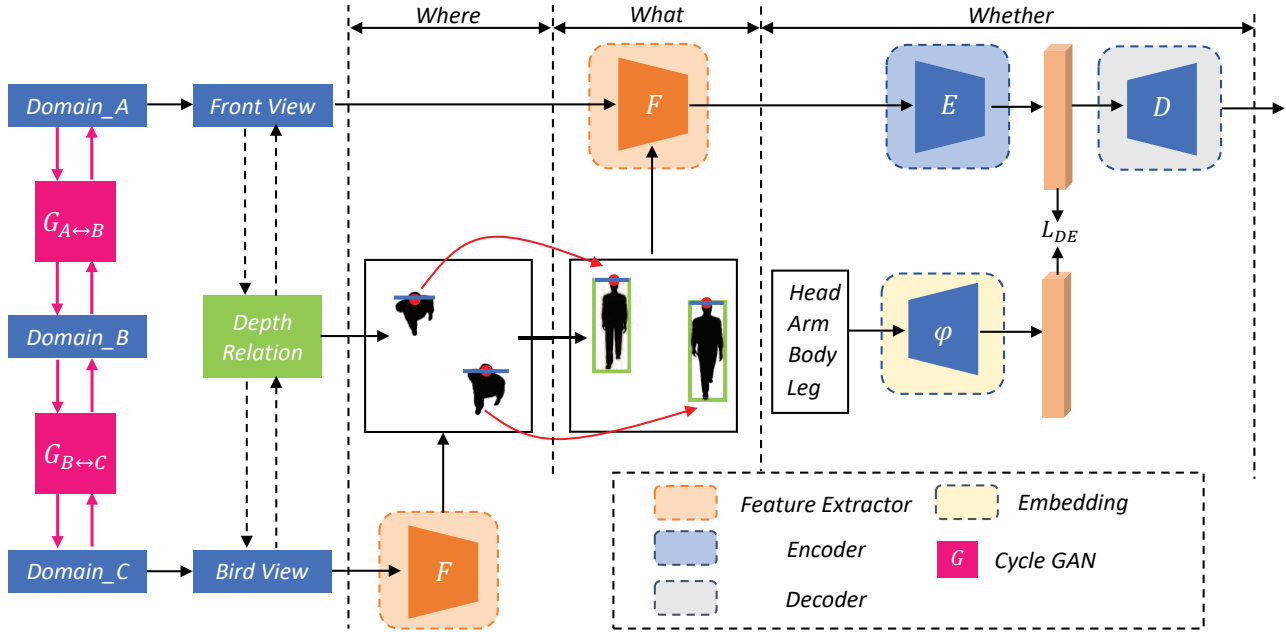 Where
What
Whether
Domain_A
Front View
F
E
D
G_{A↔B}
L_{DE}
Domain_B
Depth
Relation
Head
Arm
Body
Leg
φ
G_{B↔C}
Domain_C
Bird View
F
Feature Extractor
Embedding
Encoder
G
Cycle GAN
Decoder